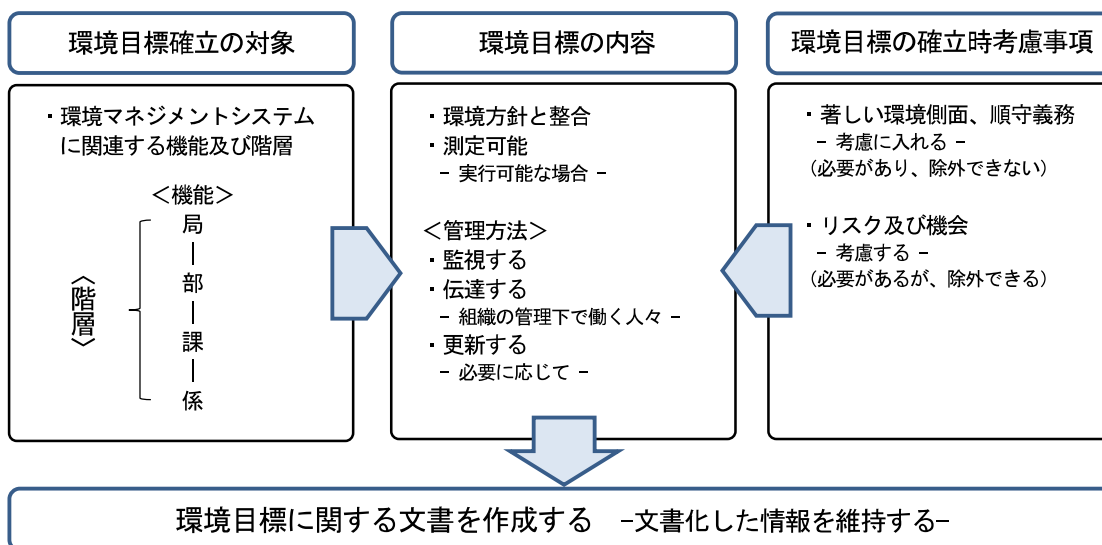 環境目標確立の対象
・環境マネジメントシステム
に関連する機能及び階層
＜機能＞
局
部
課
係
＜階層＞
環境目標の内容
・環境方針と整合
・測定可能
− 実行可能な場合 −
＜管理方法＞
・監視する
・伝達する
− 組織の管理下で働く人々 −
・更新する
− 必要に応じて −
環境目標の確立時考慮事項
・著しい環境側面、順守義務
− 考慮に入れる −
（必要があり、除外できない）
・リスク及び機会
− 考慮する −
（必要があるが、除外できる）
環境目標に関する文書を作成する　−文書化した情報を維持する−